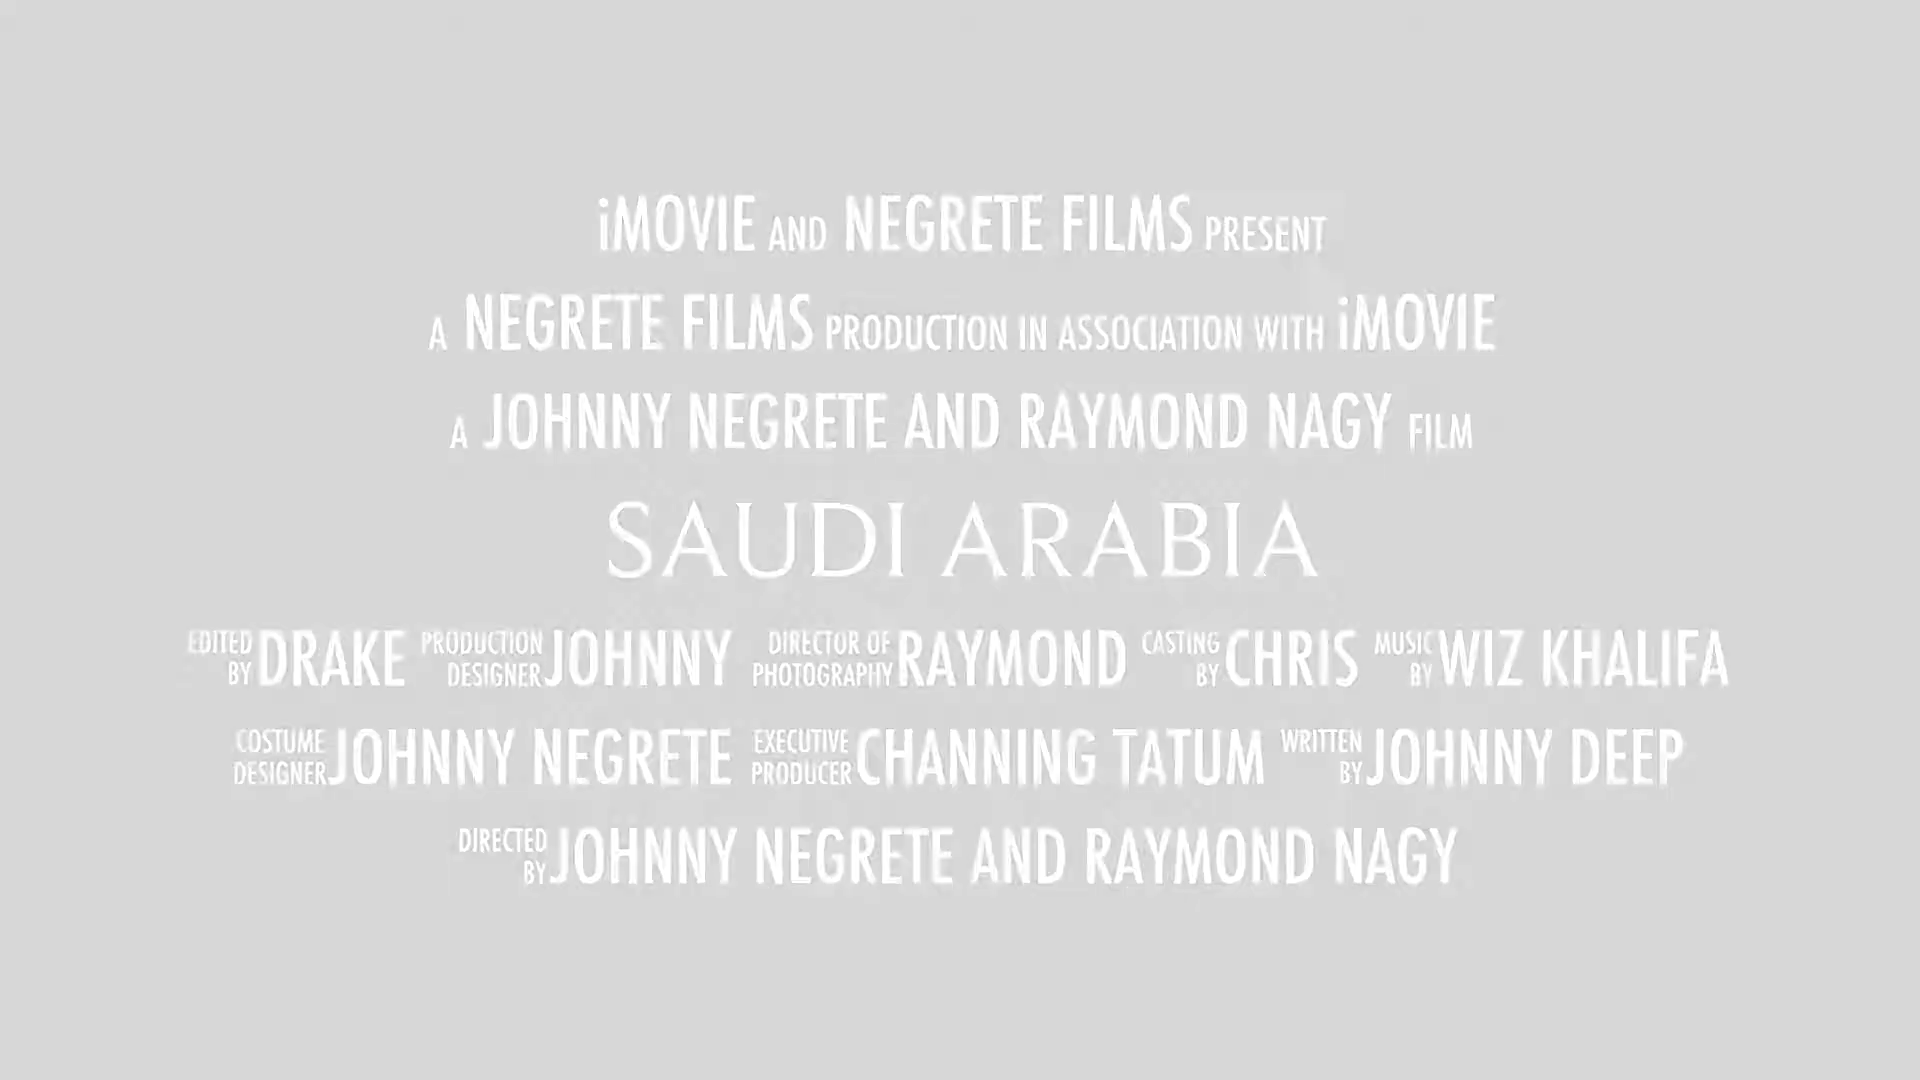 iMOVIE AND NEGRETE FILMS PRESENT
A NEGRETE FILMS PRODUCTION IN ASSOCIATION WITH iMOVIE
A JOHNNY NEGRETE AND RAYMOND NAGY FILM
SAUDI ARABIA
EDITED BY DRAKE PRODUCTION DESIGNER JOHNNY DIRECTOR OF PHOTOGRAPHY RAYMOND CASTING BY CHRIS MUSIC BY WIZ KHALIFA
COSTUME DESIGNER JOHNNY NEGRETE EXECUTIVE PRODUCER CHANNING TATUM WRITTEN BY JOHNNY DEEP
DIRECTED BY JOHNNY NEGRETE AND RAYMOND NAGY